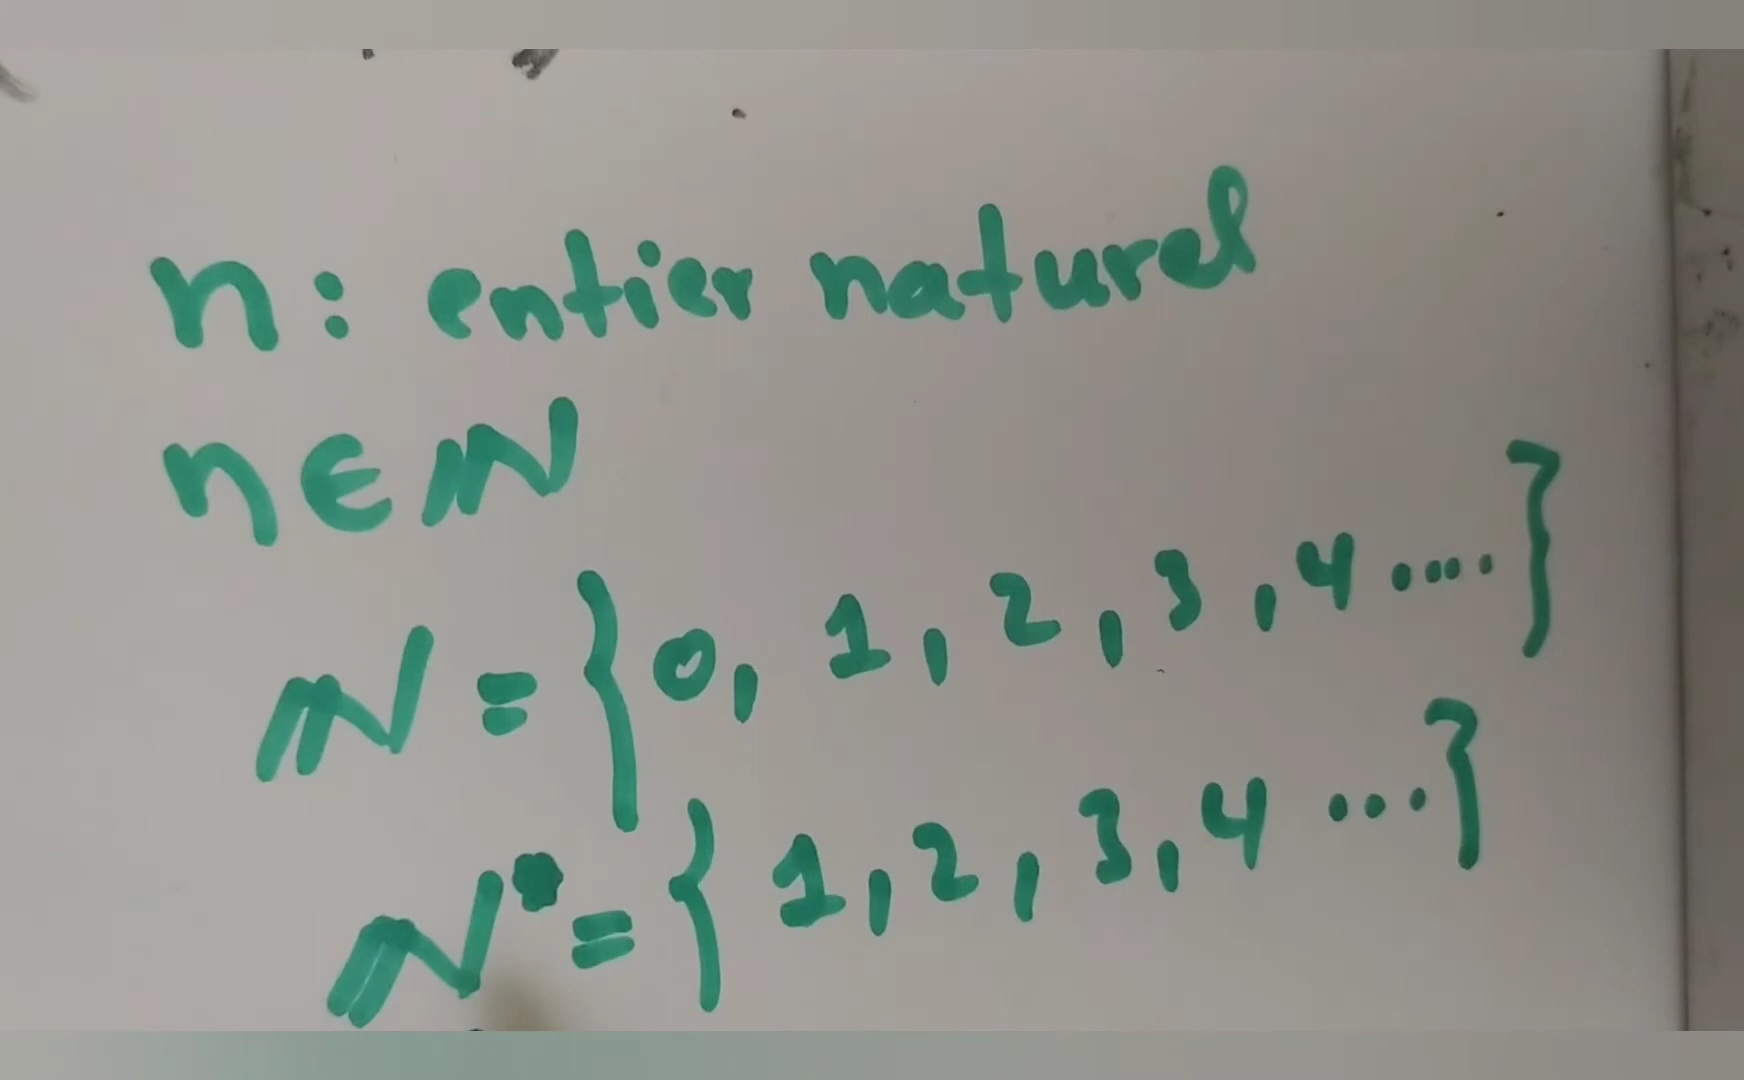 n: entier naturel
n∈ℕ
ℕ={0, 1, 2, 3, 4....}
ℕ*={1, 2, 3, 4 ...}